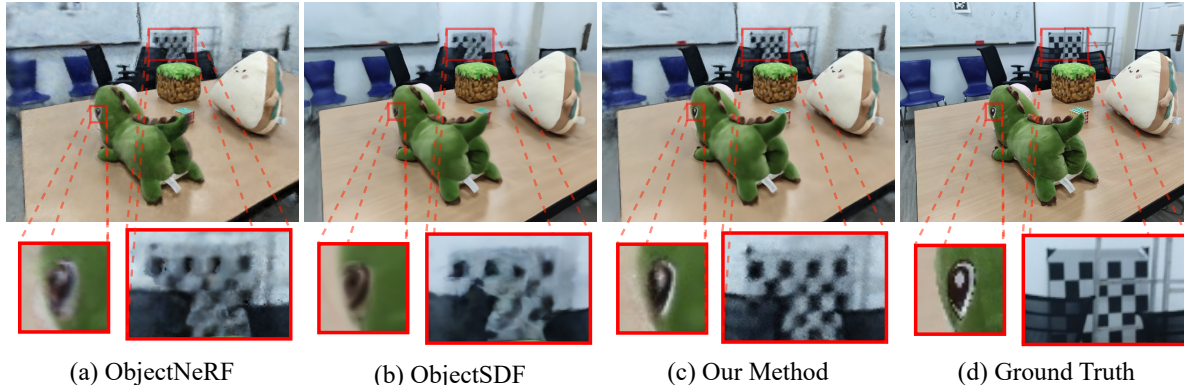 (a) ObjectNeRF
(b) ObjectSDF
(c) Our Method
(d) Ground Truth